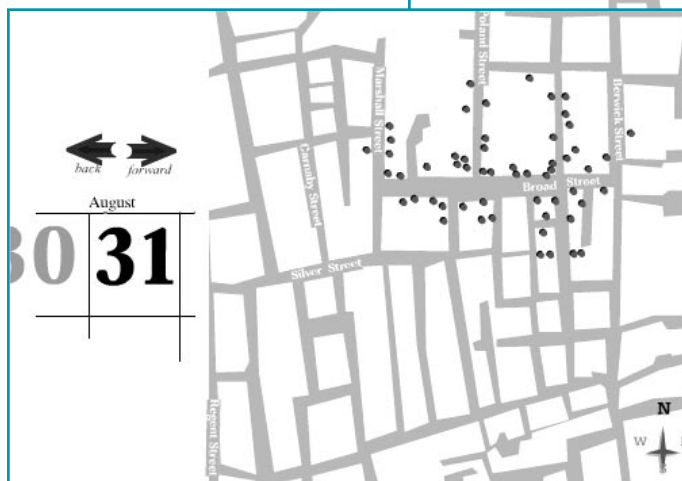 back forward
August
30 31
Marshall Street
Carnaby Street
Poland Street
Berwick Street
Broad Street
Silver Street
Regent Street
N
W
S